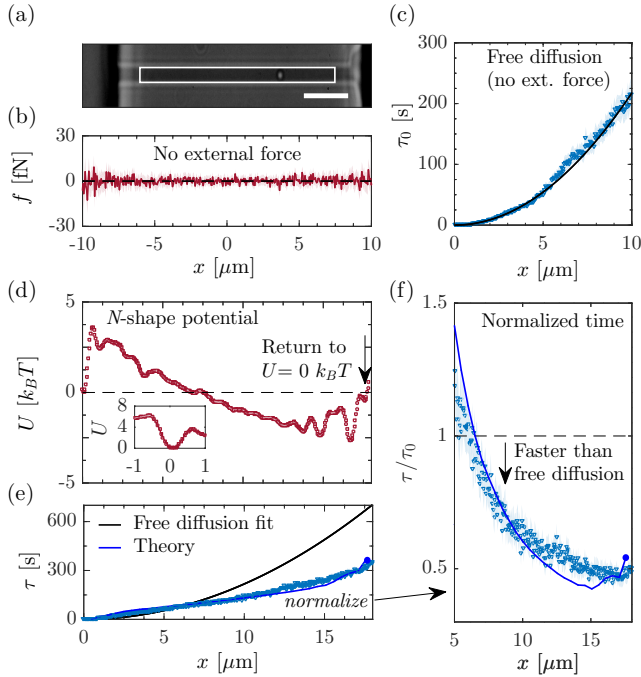 (a)
(b)
30
0
-30
f [fN]
No external force
-10
-5
0
5
10
x [μm]
(c)
300
200
100
0
τ₀ [s]
Free diffusion
(no ext. force)
0
5
10
x [μm]
(d)
5
0
-5
U [k_BT]
N-shape potential
Return to
U = 0 k_BT
8
4
0
U
-1
0
1
(e)
600
300
0
τ [s]
Free diffusion fit
Theory
normalize
0
5
10
15
x [μm]
(f)
1.5
1
0.5
τ/τ₀
Normalized time
Faster than
free diffusion
5
10
15
x [μm]